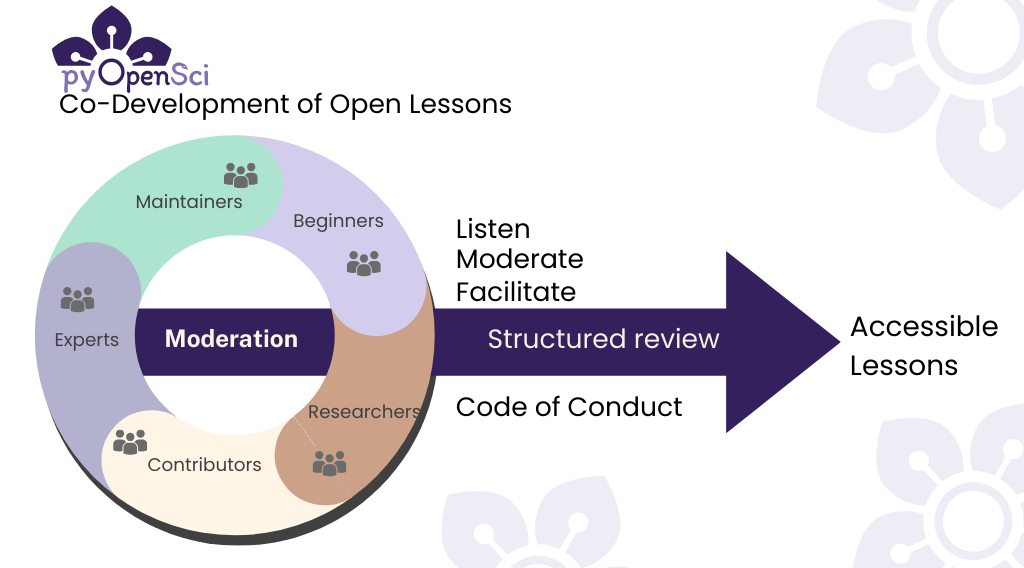 pyOpenSci
Co-Development of Open Lessons
Maintainers
Beginners
Experts
Moderation
Researchers
Contributors
Listen
Moderate
Facilitate
Structured review
Code of Conduct
Accessible
Lessons